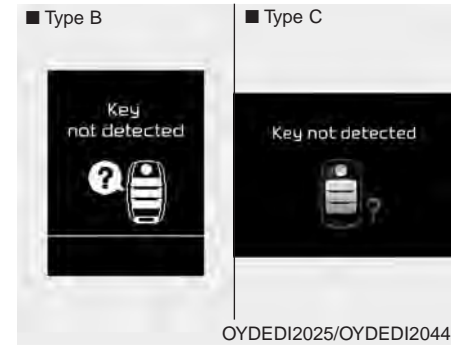 ■ Type B
Key
not detected
?
■ Type C
Key not detected
?
OYDEDI2025/OYDEDI2044